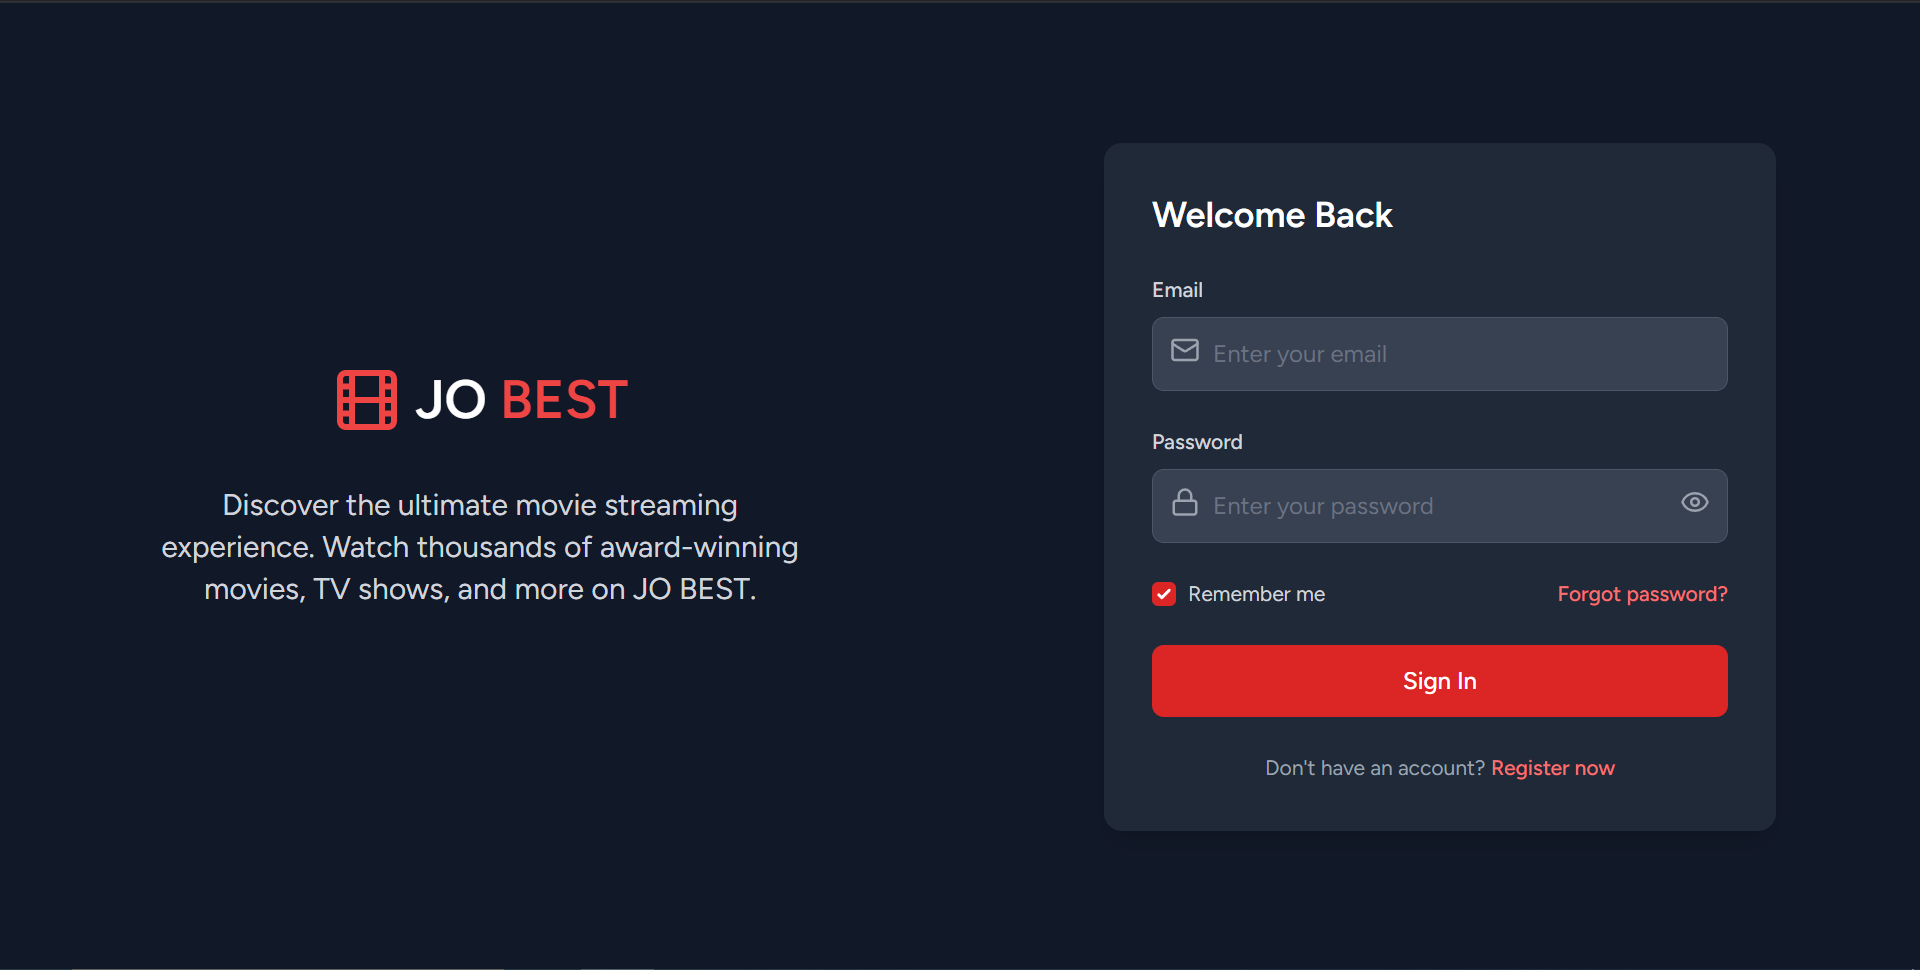 JO BEST
Discover the ultimate movie streaming
experience. Watch thousands of award-winning
movies, TV shows, and more on JO BEST.
Welcome Back
Email
Enter your email
Password
Enter your password
Remember me
Forgot password?
Sign In
Don't have an account? Register now